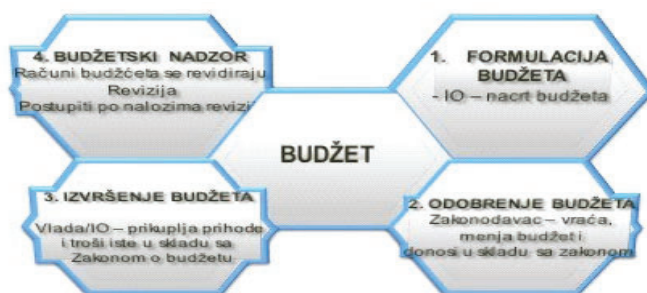 4. BUDŽETSKI NADZOR
Računi budžćeta se revidiraju
Revizija
Postupiti po nalozima revizi
1. FORMULACIJA
BUDŽETA
- IO – nacrt budžeta
BUDŽET
3. IZVRŠENJE BUDŽETA
Vlada/IO – prikuplja prihode
i troši iste u skladu sa
Zakonom o budžetu
2. ODOBRENJE BUDŽETA
Zakonodavac – vraća,
menja budžet i
donosi u skladu sa zakonom